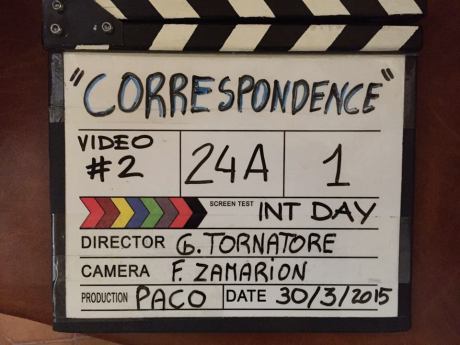 "CORRESPONDENCE"
VIDEO #2 24A 1
SCREEN TEST INT DAY
DIRECTOR G. TORNATORE
CAMERA F. ZAMARION
PRODUCTION PACO DATE 30/3/2015